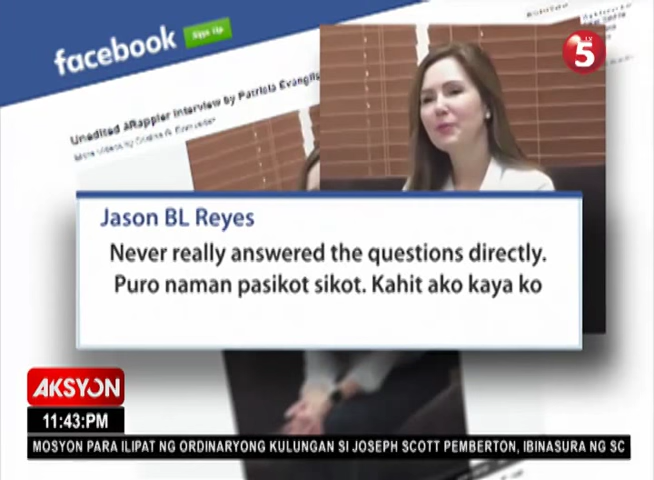 facebook
Sign Up
TV
5
Unedited #Rappler Interview by Patricia Evangelis
Jason BL Reyes
Never really answered the questions directly.
Puro naman pasikot sikot. Kahit ako kaya ko
AKSYON
11:43:PM
MOSYON PARA ILIPAT NG ORDINARYONG KULUNGAN SI JOSEPH SCOTT PEMBERTON, IBINASURA NG SC